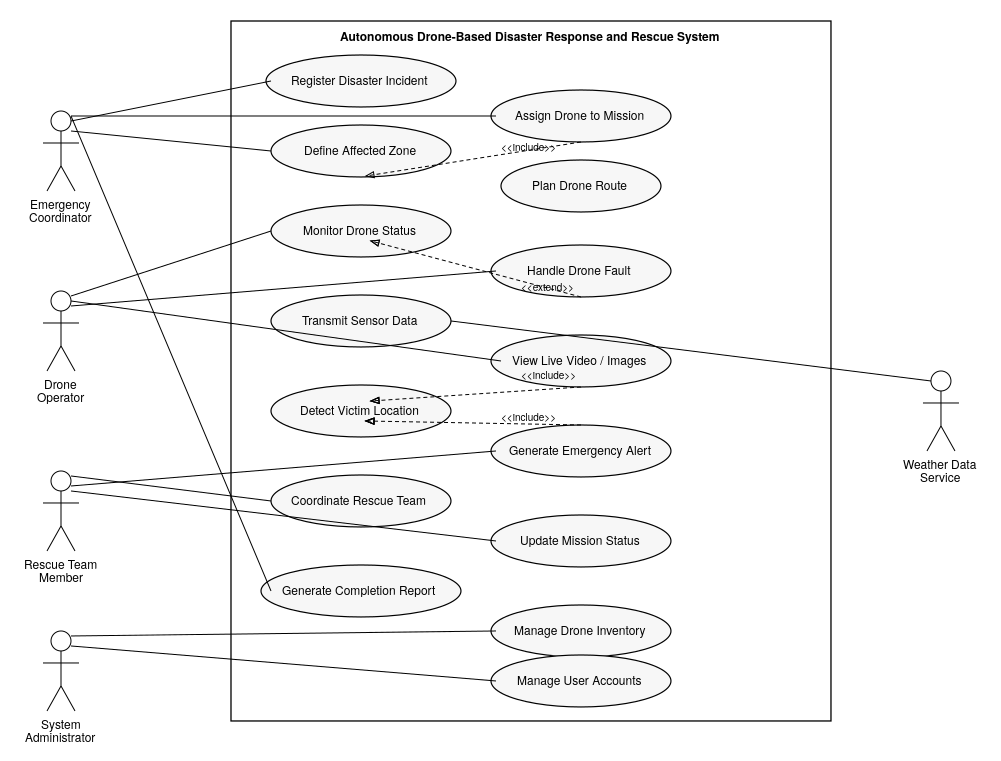 Autonomous Drone-Based Disaster Response and Rescue System
Register Disaster Incident
Assign Drone to Mission
Define Affected Zone
<<Include>>
Plan Drone Route
Emergency
Coordinator
Monitor Drone Status
Handle Drone Fault
<<extend>>
Transmit Sensor Data
View Live Video / Images
<<Include>>
Drone
Operator
Detect Victim Location
<<Include>>
Generate Emergency Alert
Weather Data
Service
Coordinate Rescue Team
Update Mission Status
Rescue Team
Member
Generate Completion Report
Manage Drone Inventory
Manage User Accounts
System
Administrator